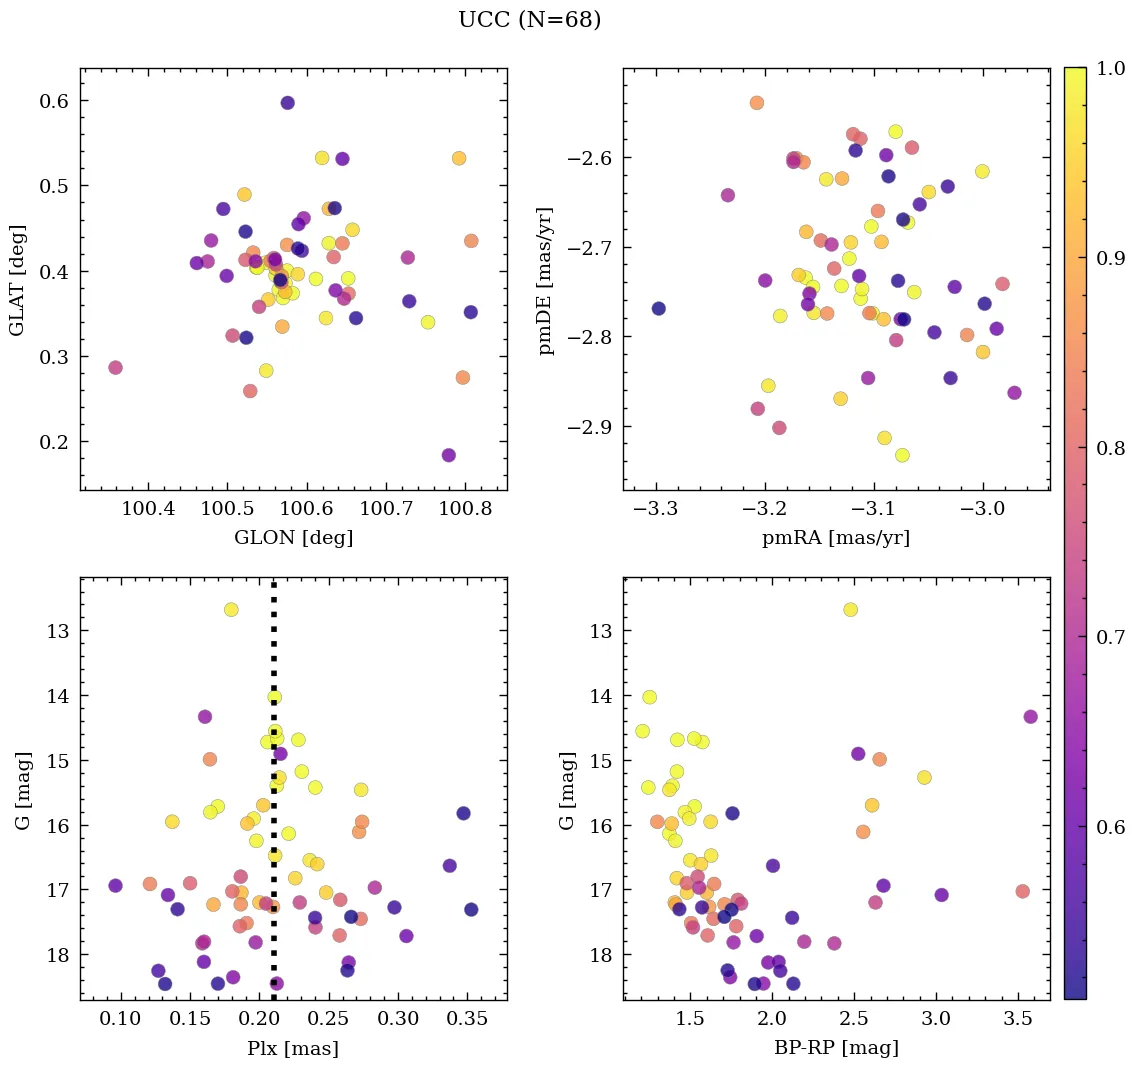 UCC (N=68)
0.6
0.5
0.4
0.3
0.2
GLAT [deg]
100.4 100.5 100.6 100.7 100.8
GLON [deg]
−2.6
−2.7
−2.8
−2.9
pmDE [mas/yr]
−3.3 −3.2 −3.1 −3.0
pmRA [mas/yr]
13
14
15
16
17
18
G [mag]
0.10 0.15 0.20 0.25 0.30 0.35
Plx [mas]
13
14
15
16
17
18
G [mag]
1.5 2.0 2.5 3.0 3.5
BP-RP [mag]
1.0
0.9
0.8
0.7
0.6